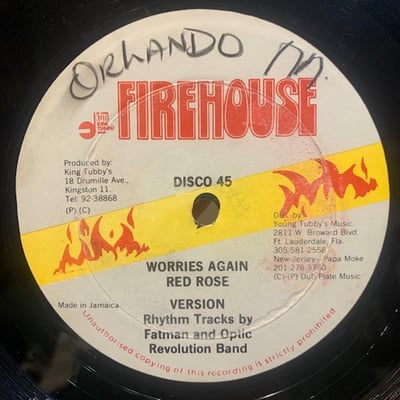 ORLANDO M.
KING TUBBY'S
FIREHOUSE
Produced by:
King Tubby's
18 Drumille Ave.,
Kingston 11.
Tel: 92-38868
(P) (C)
DISCO 45
Dist. by:
Young Tubby's Music
2811 W. Broward Blvd.
Ft. Lauderdale, Fla.
305-581-2558
New Jersey- Papa Moke
201-278-3750
(C) (P) Dub Plate Music
WORRIES AGAIN
RED ROSE
Made in Jamaica
VERSION
Rhythm Tracks by
Fatman and Optic
Revolution Band
Unauthorised copying of this recording is strictly prohibited